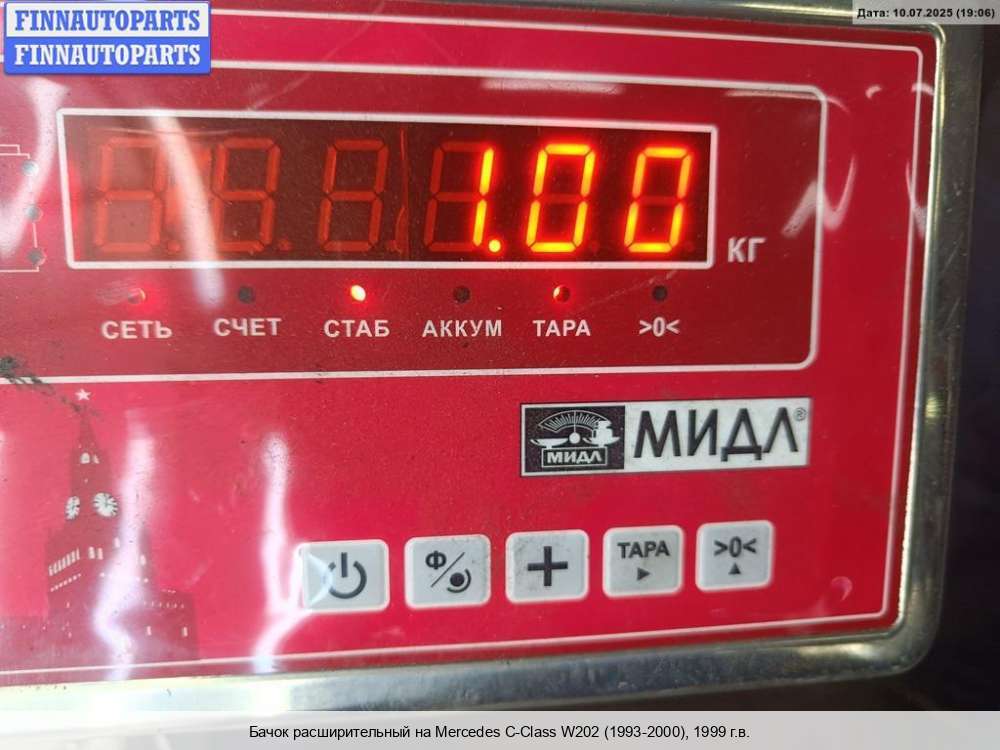 FINNAUTOPARTS
FINNAUTOPARTS
Дата: 10.07.2025 (19:06)
1.00
КГ
СЕТЬ СЧЕТ СТАБ АККУМ ТАРА >0<
МИДЛ МИДЛ®
Ф + ТАРА >0<
Бачок расширительный на Mercedes C-Class W202 (1993-2000), 1999 г.в.